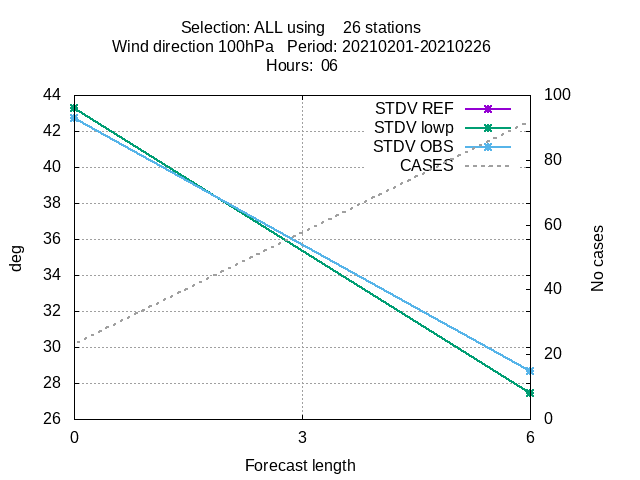 Selection: ALL using    26 stations
Wind direction 100hPa   Period: 20210201-20210226
Hours:  06
44
42
40
38
36
34
32
30
28
26
100
80
60
40
20
0
STDV REF
STDV lowp
STDV OBS
CASES
deg
No cases
0
3
6
Forecast length